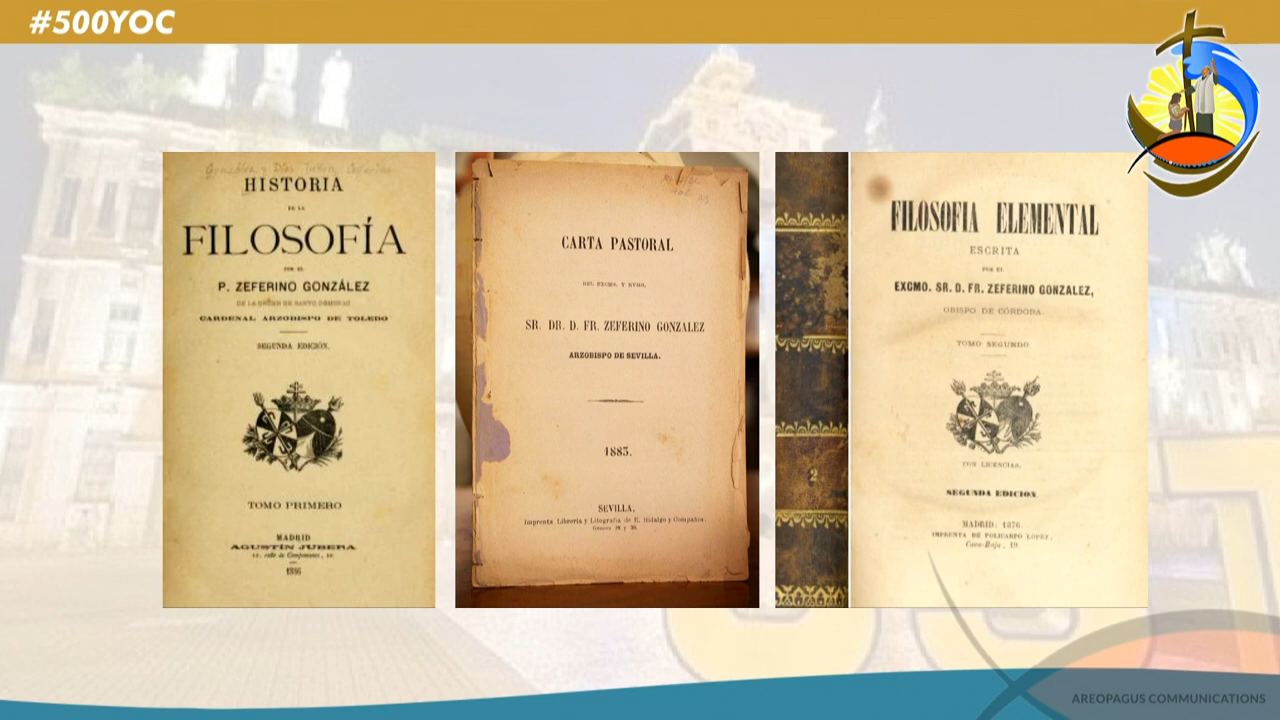 #500YOC
HISTORIA
DE LA
FILOSOFÍA
POR EL
P. ZEFERINO GONZÁLEZ
DE LA ORDEN DE SANTO DOMINGO
CARDENAL ARZOBISPO DE TOLEDO
SEGUNDA EDICIÓN.
TOMO PRIMERO
MADRID
AGUSTÍN JUBERA
1886
CARTA PASTORAL
DEL EXCMO. Y RVMO.
SR. DR. D. FR. ZEFERINO GONZALEZ
ARZOBISPO DE SEVILLA.
1883.
SEVILLA,
Imprenta Librería y Litografía de E. Hidalgo y Compañía.
2
FILOSOFIA ELEMENTAL
ESCRITA
POR EL
EXCMO. SR. D. FR. ZEFERINO GONZALEZ,
OBISPO DE CÓRDOBA.
TOMO SEGUNDO.
CON LICENCIAS.
SEGUNDA EDICION.
MADRID: 1876.
IMPRENTA DE POLICARPO LOPEZ,
Cava-Baja, 19.
AREOPAGUS COMMUNICATIONS